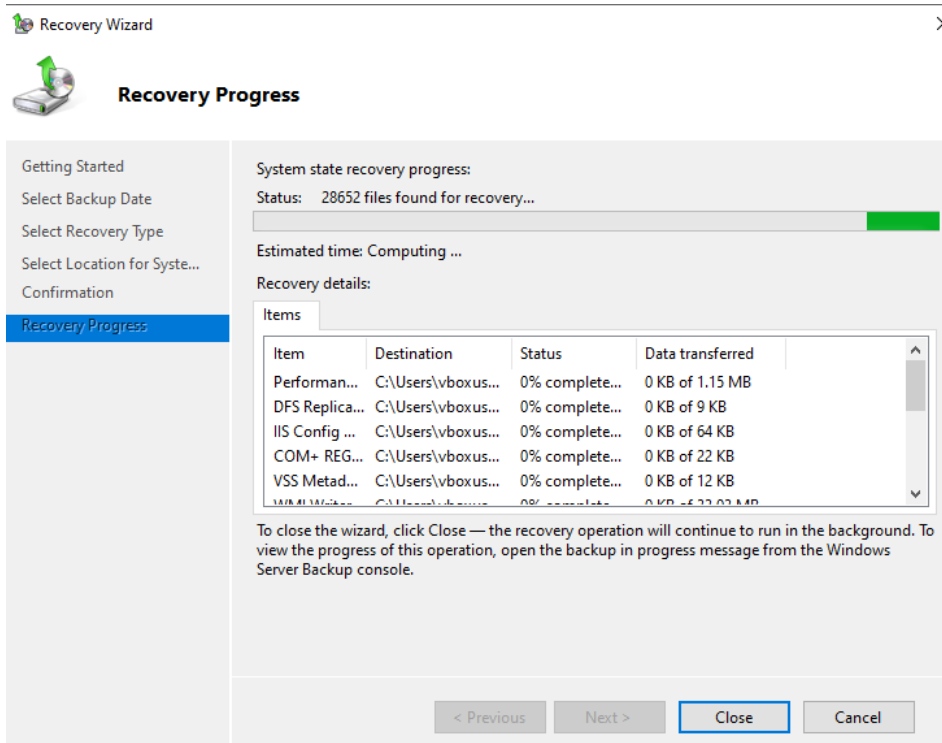 Recovery Wizard
Recovery Progress
Getting Started
Select Backup Date
Select Recovery Type
Select Location for Syste...
Confirmation
Recovery Progress
System state recovery progress:
Status: 28652 files found for recovery...
Estimated time: Computing ...
Recovery details:
Items
Item Destination Status Data transferred
Performan... C:\Users\vboxus... 0% complete... 0 KB of 1.15 MB
DFS Replica... C:\Users\vboxus... 0% complete... 0 KB of 9 KB
IIS Config ... C:\Users\vboxus... 0% complete... 0 KB of 64 KB
COM+ REG... C:\Users\vboxus... 0% complete... 0 KB of 22 KB
VSS Metad... C:\Users\vboxus... 0% complete... 0 KB of 12 KB
To close the wizard, click Close — the recovery operation will continue to run in the background. To
view the progress of this operation, open the backup in progress message from the Windows
Server Backup console.
< Previous Next > Close Cancel